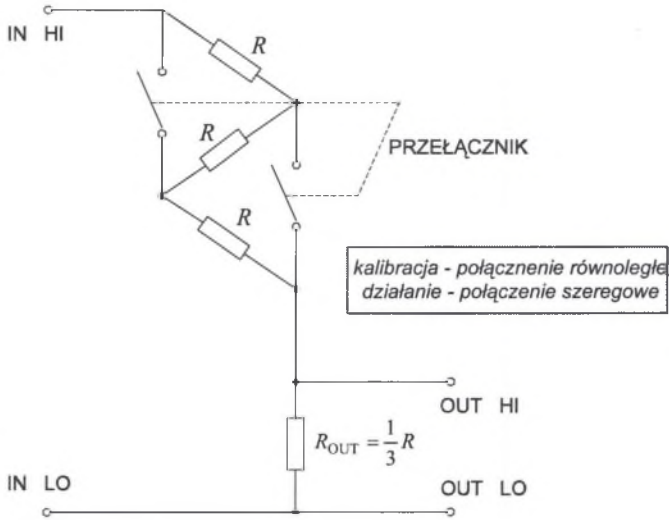 IN HI
R
R
PRZEŁĄCZNIK
R
kalibracja - połącznenie równoległe
działanie - połączenie szeregowe
OUT HI
R_OUT = 1/3 R
IN LO
OUT LO